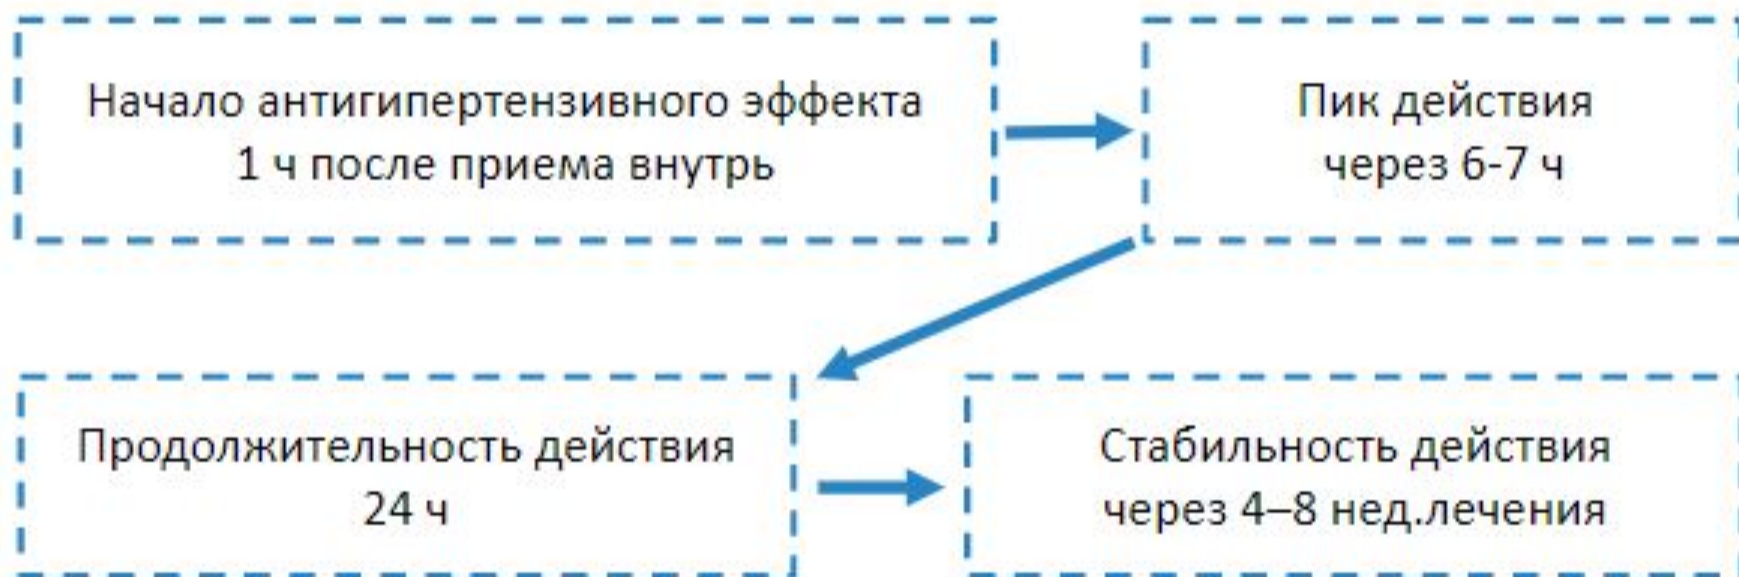 Начало антигипертензивного эффекта
1 ч после приема внутрь
Пик действия
через 6-7 ч
Продолжительность действия
24 ч
Стабильность действия
через 4–8 нед.лечения